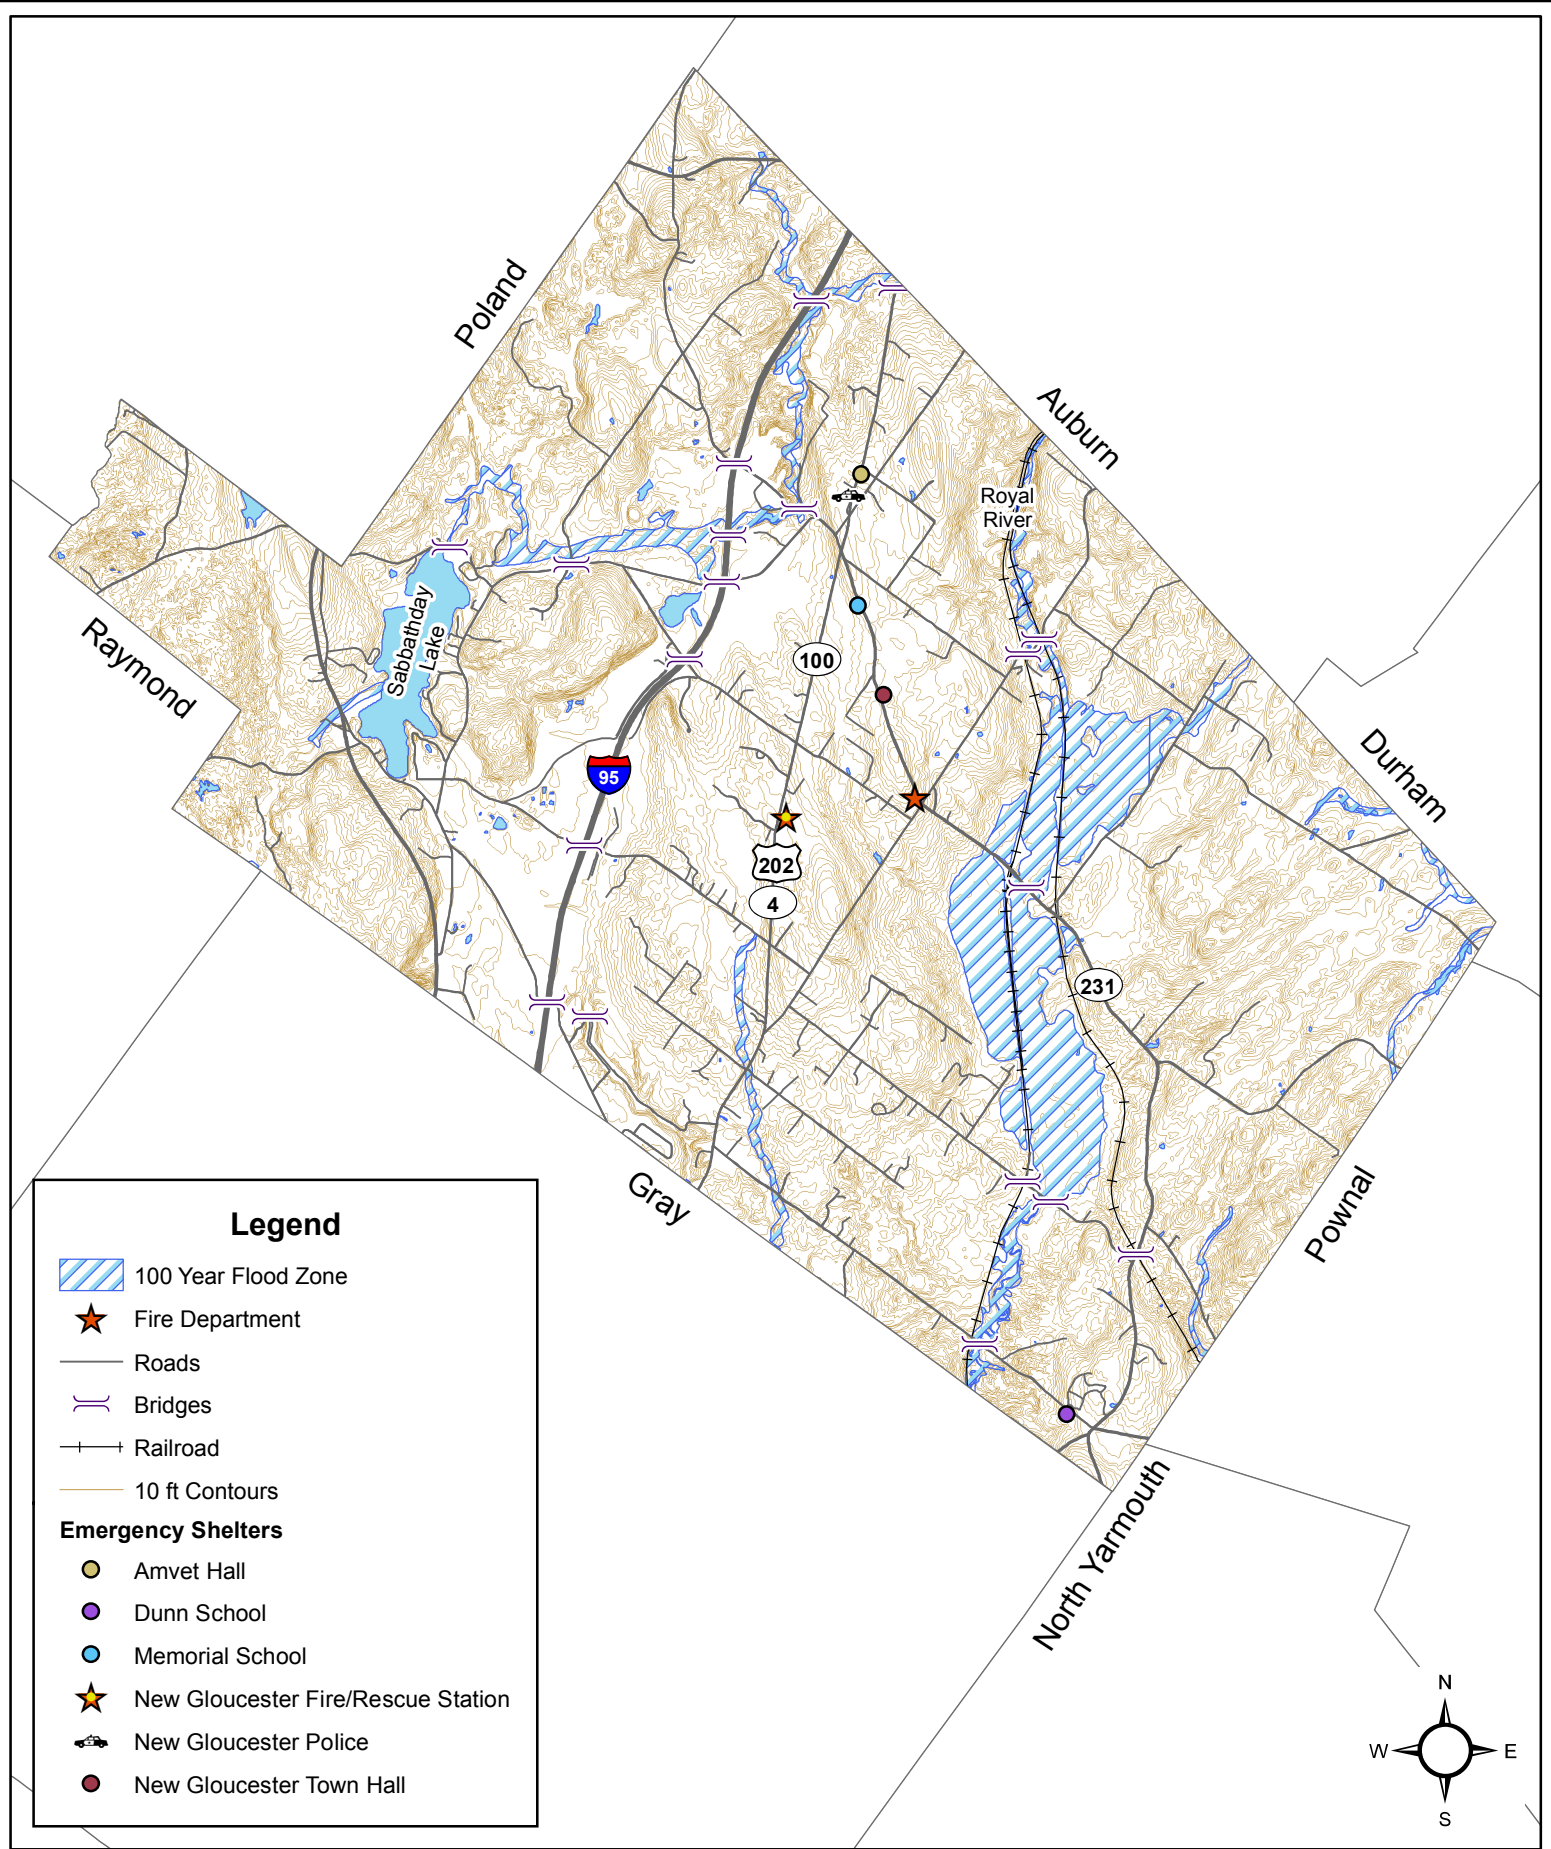 Poland
Auburn
Royal
River
Sabbathday
Lake
Raymond
100
95
202
4
Durham
231
Gray
Pownal
North Yarmouth
Legend
100 Year Flood Zone
Fire Department
Roads
Bridges
Railroad
10 ft Contours
Emergency Shelters
Amvet Hall
Dunn School
Memorial School
New Gloucester Fire/Rescue Station
New Gloucester Police
New Gloucester Town Hall
N
W E
S